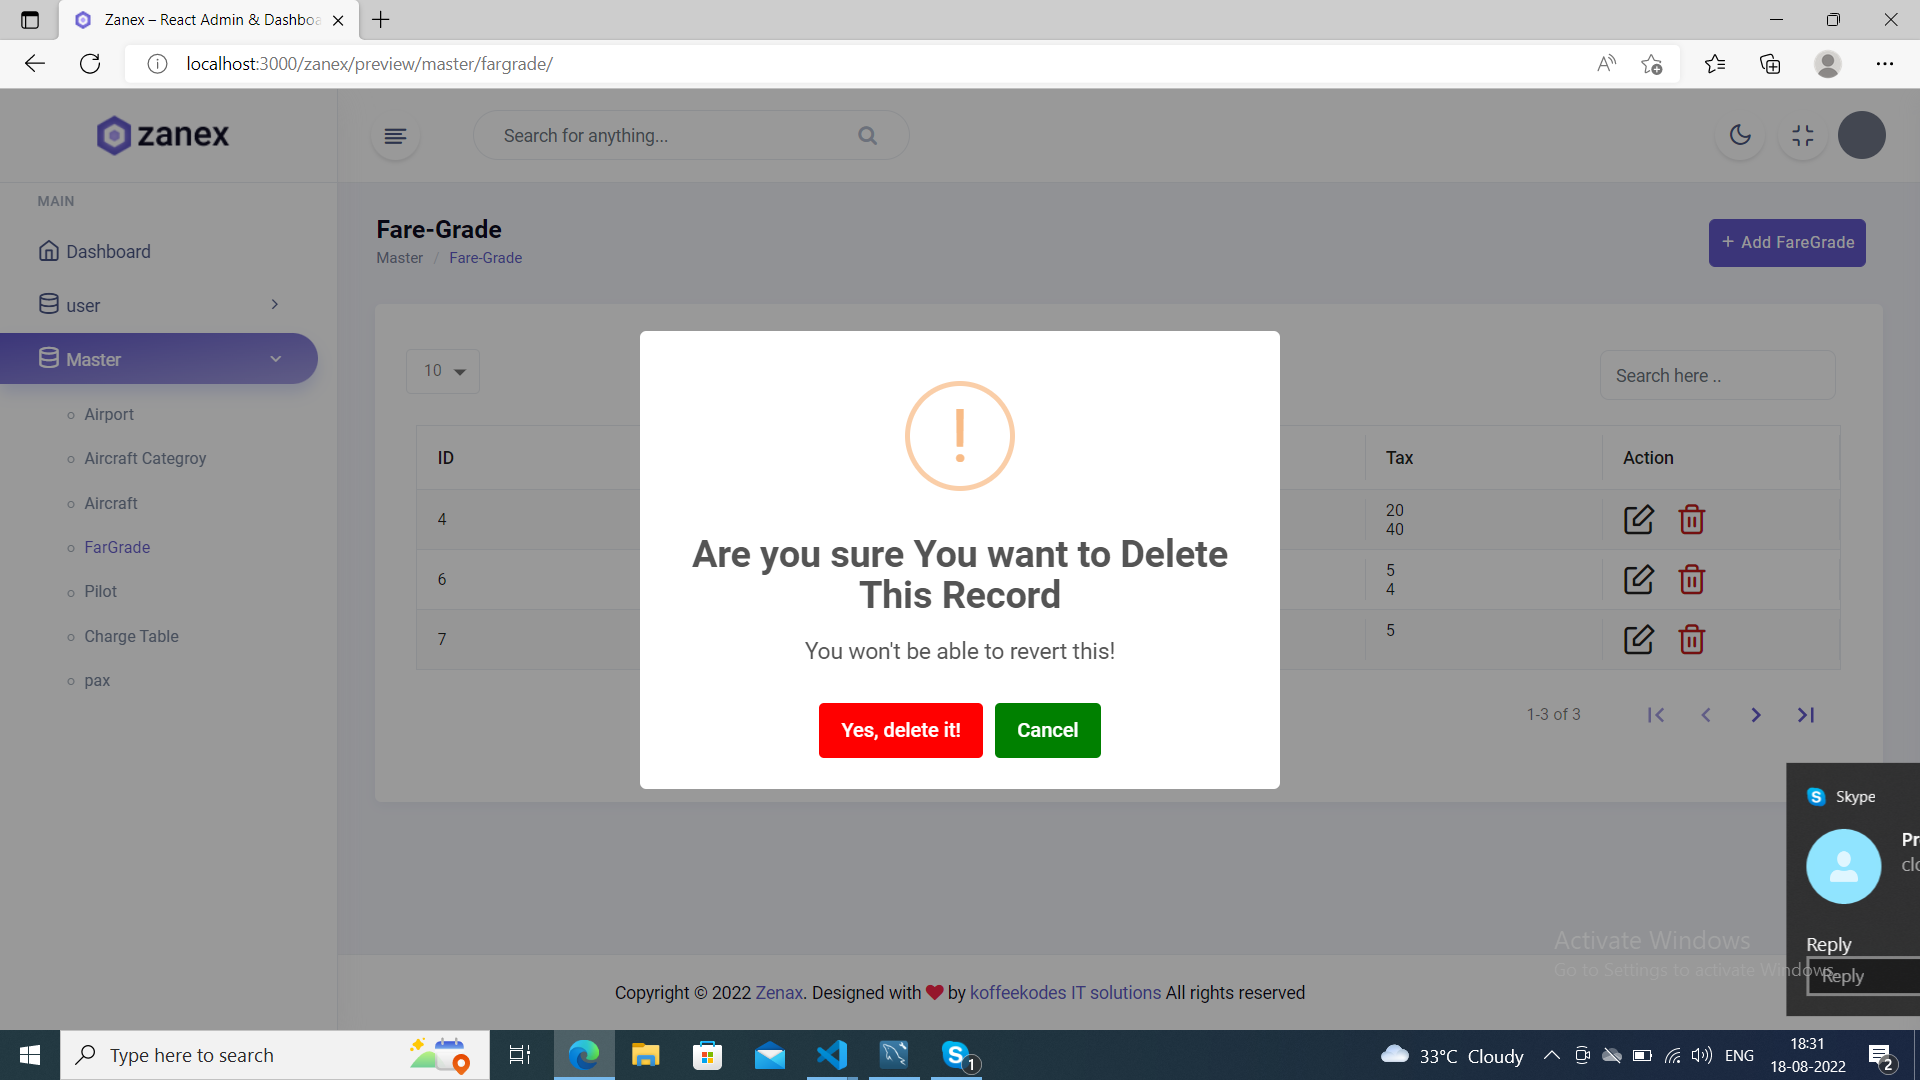 Zanex – React Admin & Dashboa
localhost:3000/zanex/preview/master/fargrade/
zanex
Search for anything...
MAIN
Dashboard
user
Master
Airport
Aircraft Categroy
Aircraft
FarGrade
Pilot
Charge Table
pax
Fare-Grade
Master / Fare-Grade
+ Add FareGrade
10
Search here ..
ID Tax Action
4 20
40
6 5
4
7 5
1-3 of 3
Are you sure You want to Delete
This Record
You won't be able to revert this!
Yes, delete it! Cancel
Skype
Pr
clo
Reply
Reply
Activate Windows
Go to Settings to activate Windows.
Copyright © 2022 Zenax. Designed with ❤ by koffeekodes IT solutions All rights reserved
Type here to search
1
33°C Cloudy
ENG
18:31
18-08-2022
2